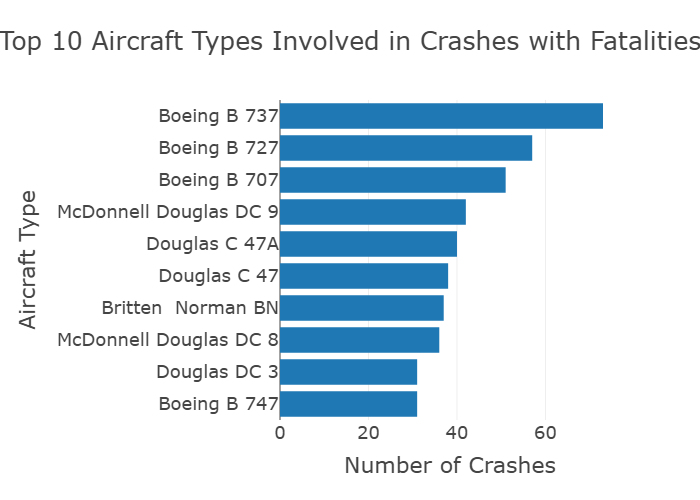 Top 10 Aircraft Types Involved in Crashes with Fatalities
Boeing B 737
Boeing B 727
Boeing B 707
McDonnell Douglas DC 9
Douglas C 47A
Douglas C 47
Britten  Norman BN
McDonnell Douglas DC 8
Douglas DC 3
Boeing B 747
Aircraft Type
0 20 40 60
Number of Crashes